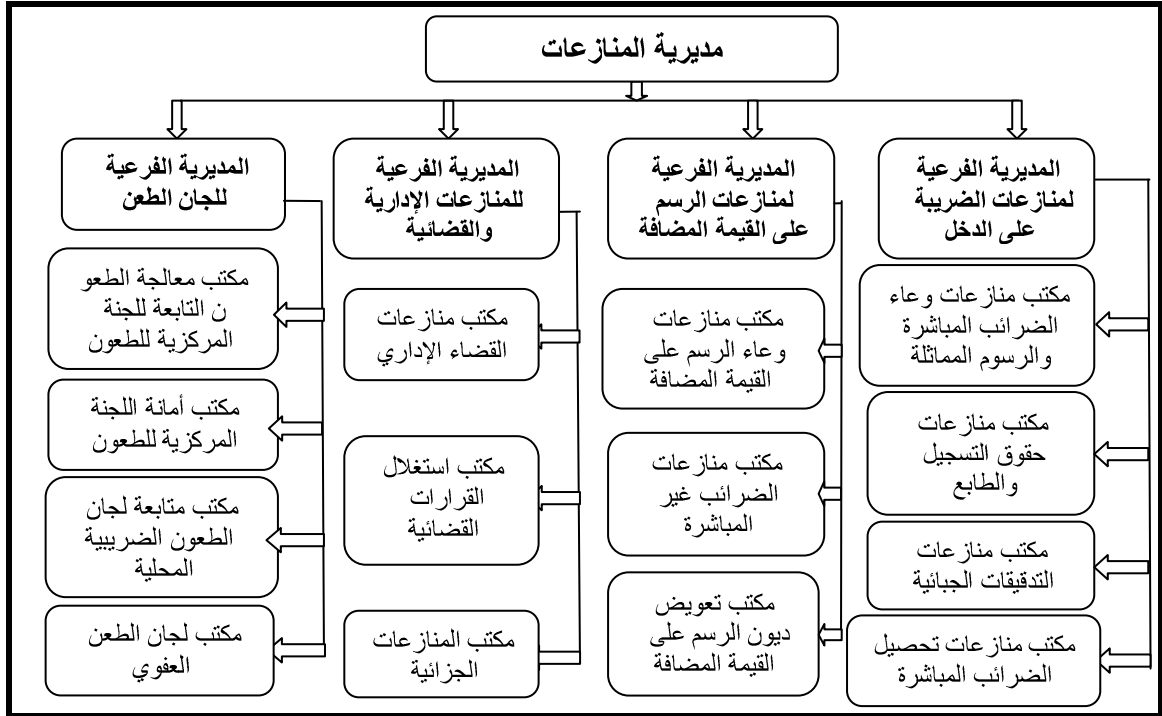 مديرية المنازعات
المديرية الفرعية
لمنازعات الضريبة
على الدخل
مكتب منازعات وعاء
الضرائب المباشرة
والرسوم المماثلة
مكتب منازعات
حقوق التسجيل
والطابع
مكتب منازعات
التدقيقات الجبائية
مكتب منازعات تحصيل
الضرائب المباشرة
المديرية الفرعية
لمنازعات الرسم
على القيمة المضافة
مكتب منازعات
وعاء الرسم على
القيمة المضافة
مكتب منازعات
الضرائب غير
المباشرة
مكتب تعويض
ديون الرسم على
القيمة المضافة
المديرية الفرعية
للمنازعات الإدارية
والقضائية
مكتب منازعات
القضاء الإداري
مكتب استغلال
القرارات
القضائية
مكتب المنازعات
الجزائية
المديرية الفرعية
للجان الطعن
مكتب معالجة الطعو
ن التابعة للجنة
المركزية للطعون
مكتب أمانة اللجنة
المركزية للطعون
مكتب متابعة لجان
الطعون الضريبية
المحلية
مكتب لجان الطعن
العفوي